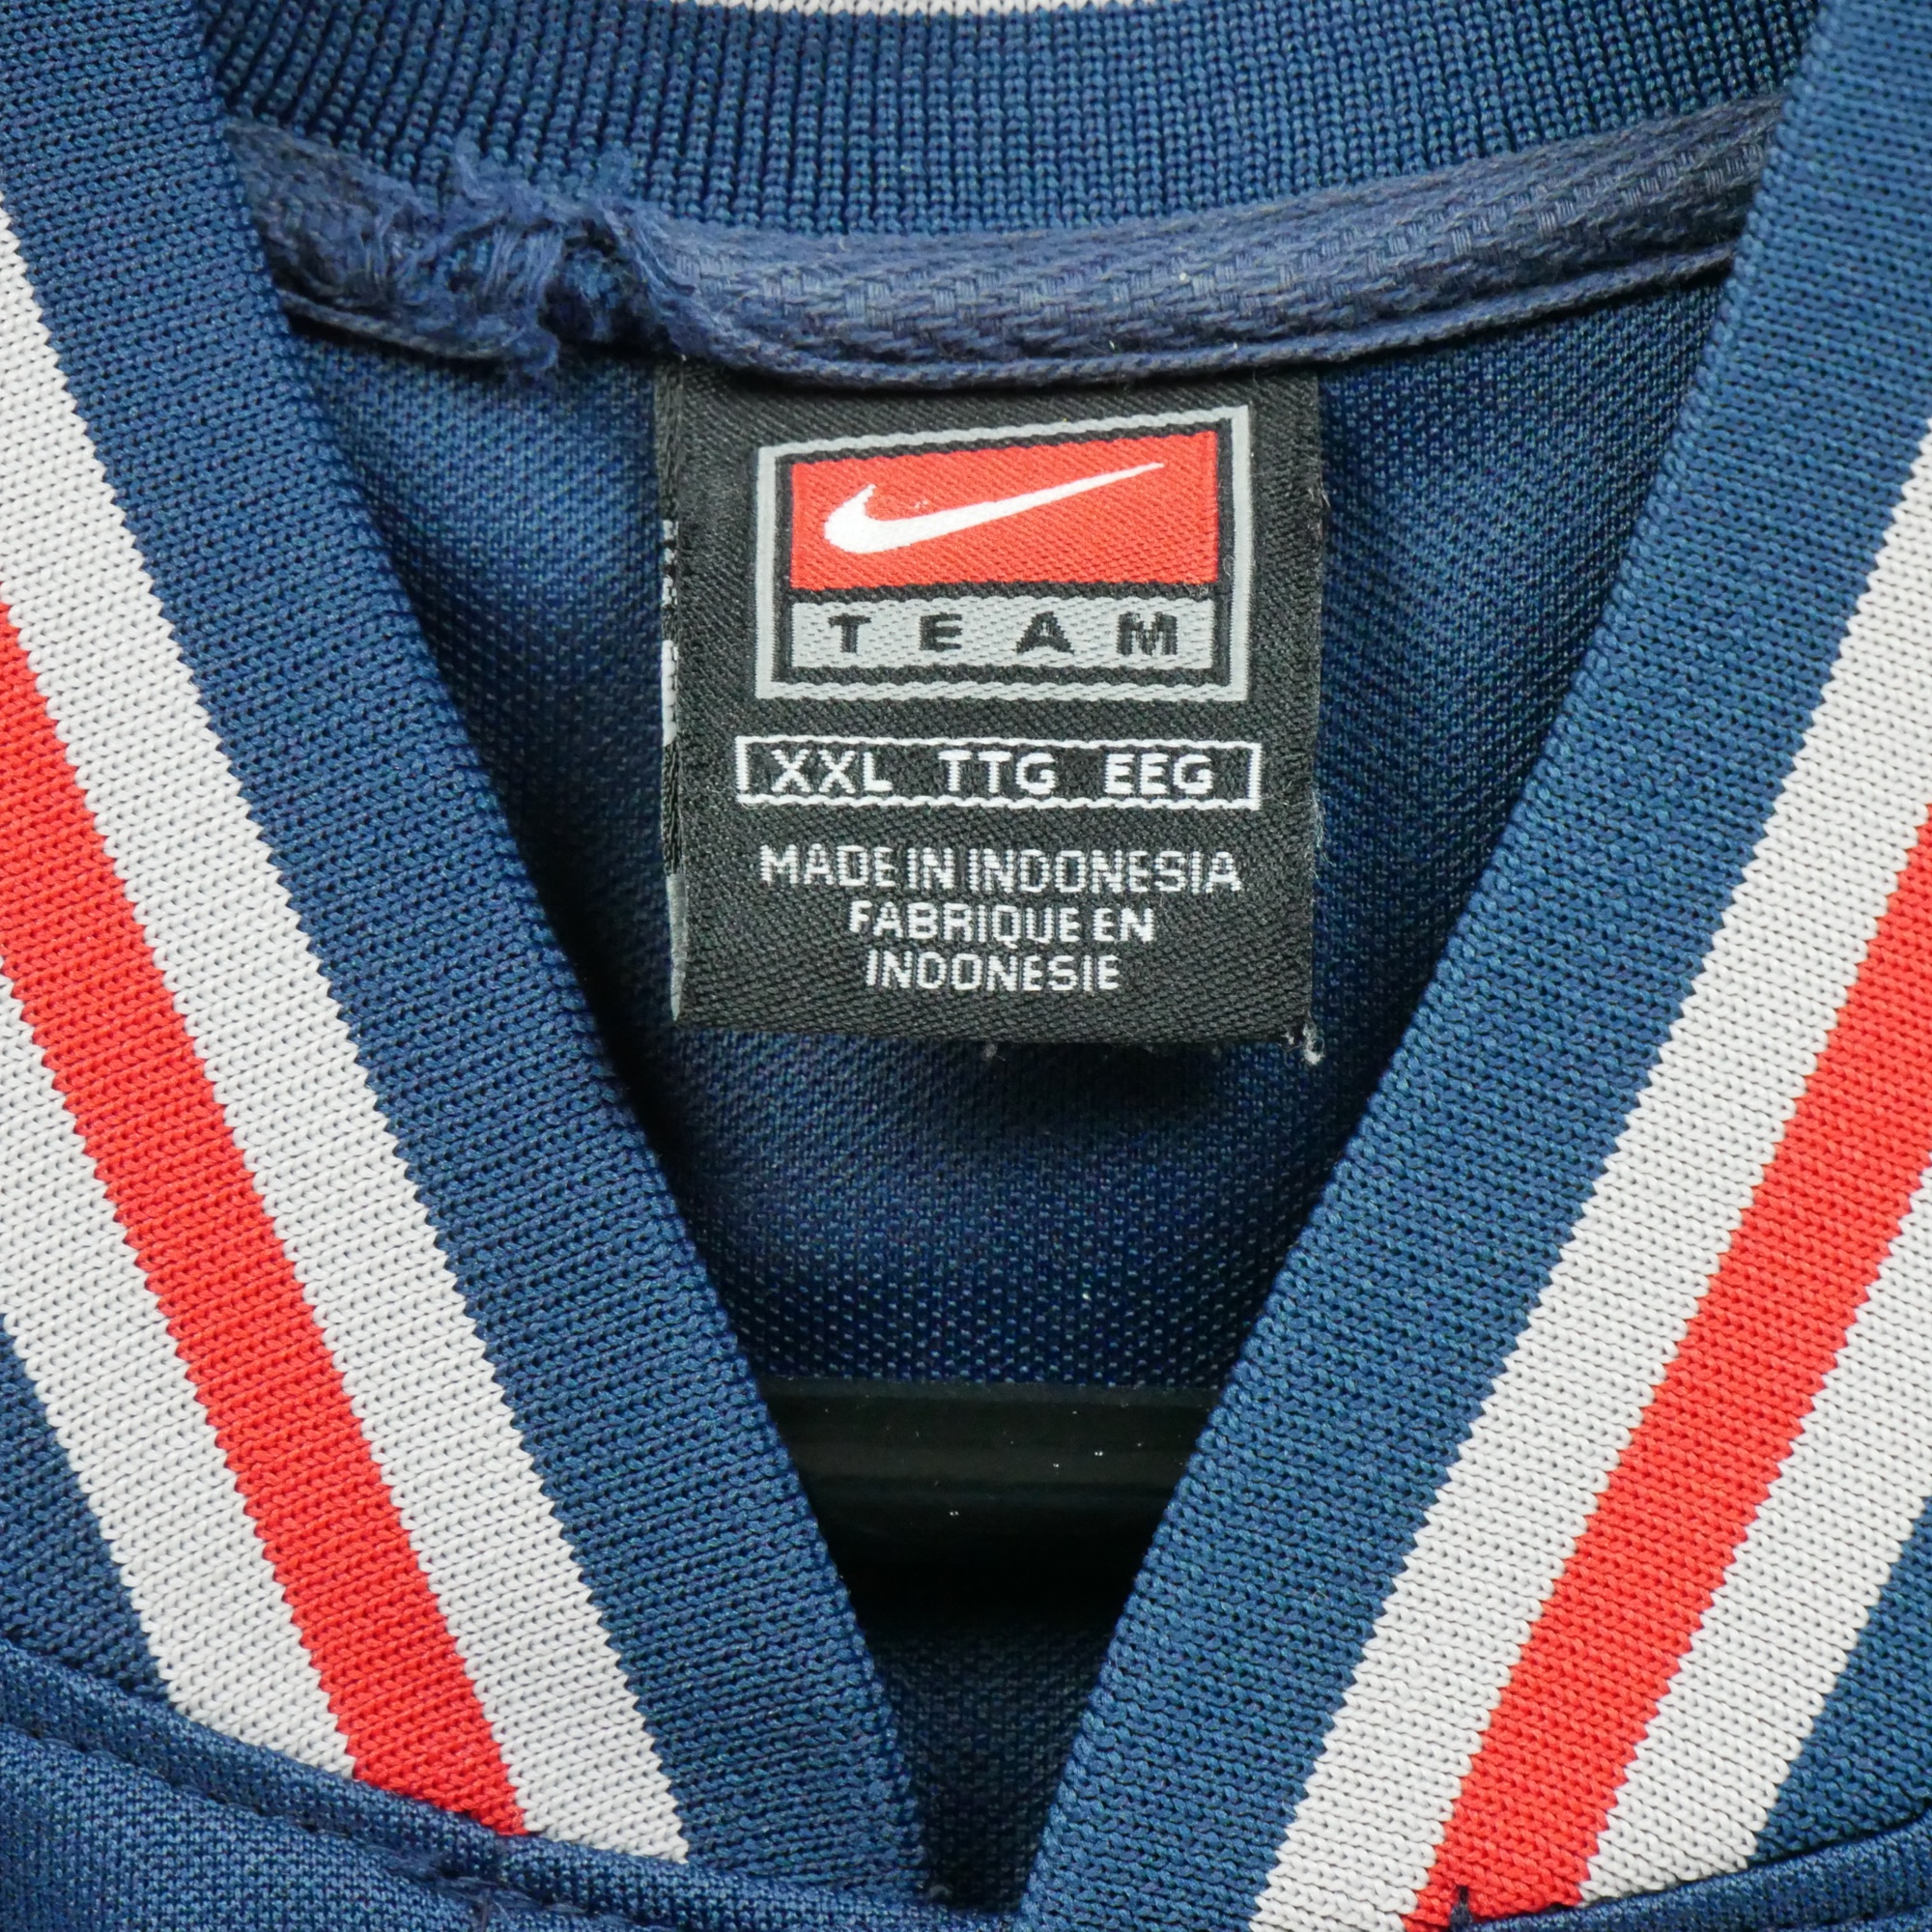 TEAM
XXL TTG EEG
MADE IN INDONESIA
FABRIQUE EN
INDONESIE